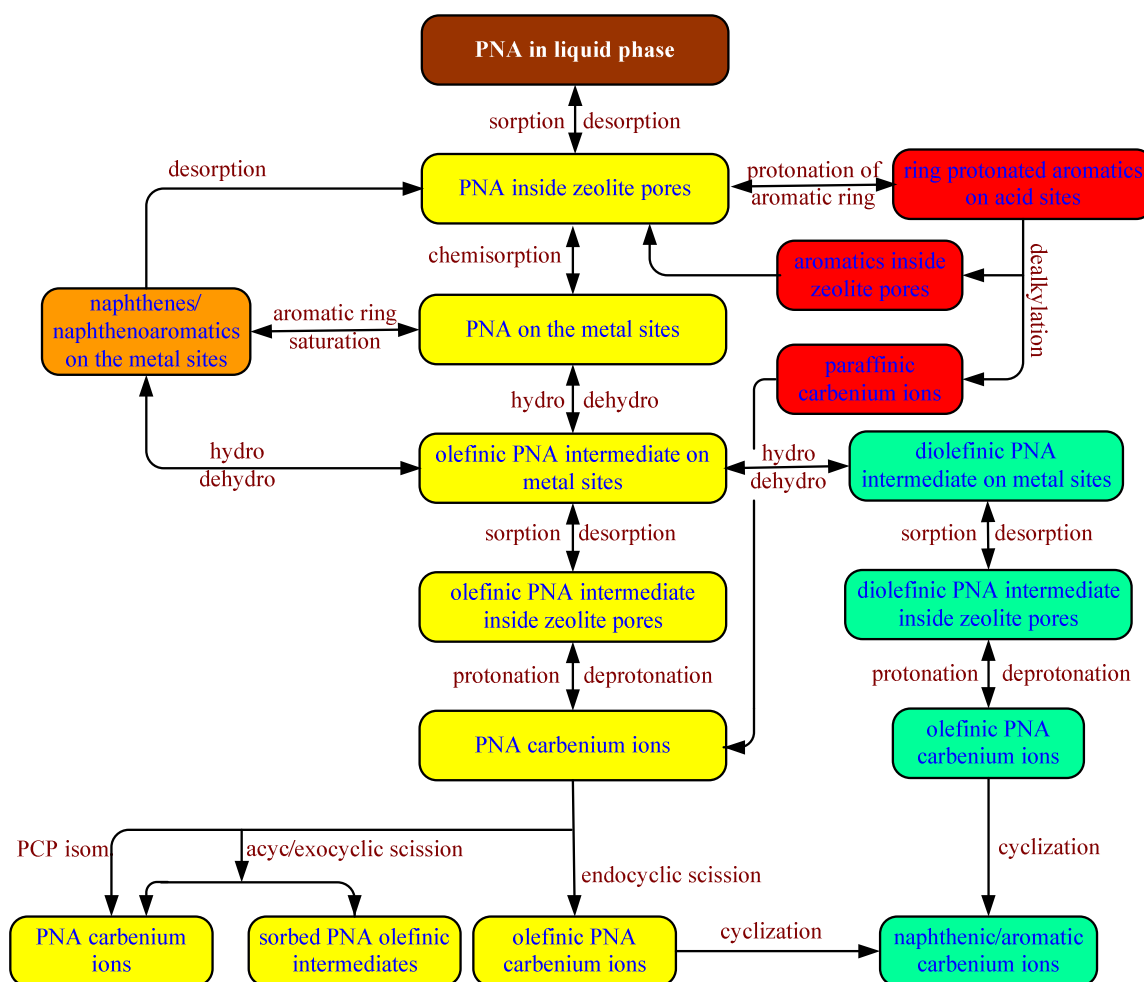 PNA in liquid phase
sorption
desorption
desorption
PNA inside zeolite pores
protonation of
aromatic ring
ring protonated aromatics
on acid sites
chemisorption
aromatics inside
zeolite pores
dealkylation
naphthenes/
naphthenoaromatics
on the metal sites
aromatic ring
saturation
PNA on the metal sites
paraffinic
carbenium ions
hydro
dehydro
hydro
dehydro
olefinic PNA intermediate on
metal sites
hydro
dehydro
diolefinic PNA
intermediate on metal sites
sorption
desorption
sorption
desorption
olefinic PNA intermediate
inside zeolite pores
diolefinic PNA intermediate
inside zeolite pores
protonation
deprotonation
protonation
deprotonation
PNA carbenium ions
olefinic PNA
carbenium ions
PCP isom.
acyc/exocyclic scission
endocyclic scission
cyclization
PNA carbenium
ions
sorbed PNA olefinic
intermediates
olefinic PNA
carbenium ions
cyclization
naphthenic/aromatic
carbenium ions